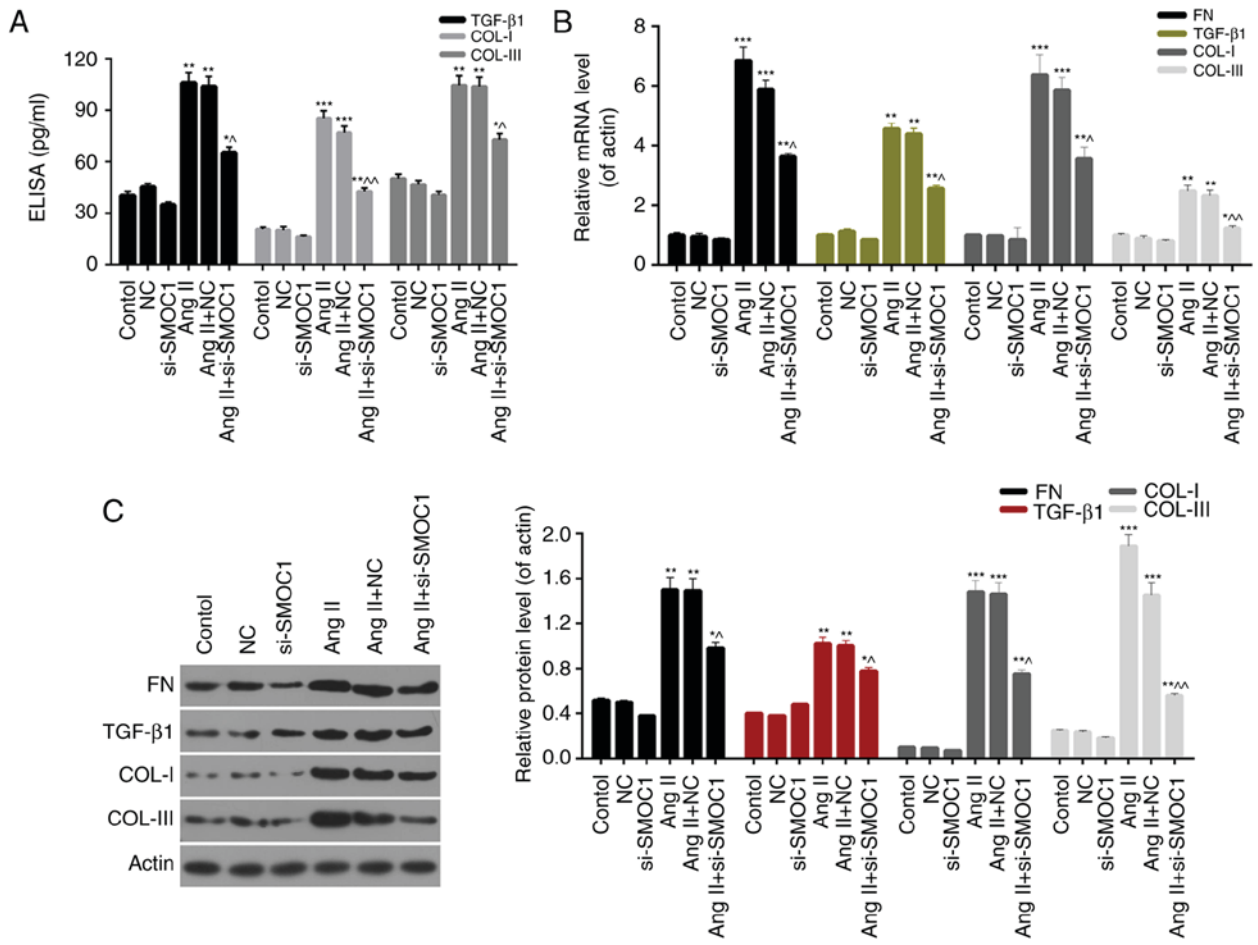 A
TGF-β1
COL-I
COL-III
ELISA (pg/ml)
120
90
60
30
0
** ** *^ *** *** **^^ ** ** *^
Contol NC si-SMOC1 Ang II Ang II+NC Ang II+si-SMOC1 Contol NC si-SMOC1 Ang II Ang II+NC Ang II+si-SMOC1 Contol NC si-SMOC1 Ang II Ang II+NC Ang II+si-SMOC1
B
FN
TGF-β1
COL-I
COL-III
Relative mRNA level
(of actin)
8
6
4
2
0
*** *** **^ ** ** **^ *** *** **^ ** ** *^^
Contol NC si-SMOC1 Ang II Ang II+NC Ang II+si-SMOC1 Contol NC si-SMOC1 Ang II Ang II+NC Ang II+si-SMOC1 Contol NC si-SMOC1 Ang II Ang II+NC Ang II+si-SMOC1 Contol NC si-SMOC1 Ang II Ang II+NC Ang II+si-SMOC1
C
Contol NC si-SMOC1 Ang II Ang II+NC Ang II+si-SMOC1
FN
TGF-β1
COL-I
COL-III
Actin
FN COL-I
TGF-β1 COL-III
Relative protein level (of actin)
2.0
1.6
1.2
0.8
0.4
0.0
** ** *^ ** ** *^ *** *** **^ *** *** **^^
Contol NC si-SMOC1 Ang II Ang II+NC Ang II+si-SMOC1 Contol NC si-SMOC1 Ang II Ang II+NC Ang II+si-SMOC1 Contol NC si-SMOC1 Ang II Ang II+NC Ang II+si-SMOC1 Contol NC si-SMOC1 Ang II Ang II+NC Ang II+si-SMOC1